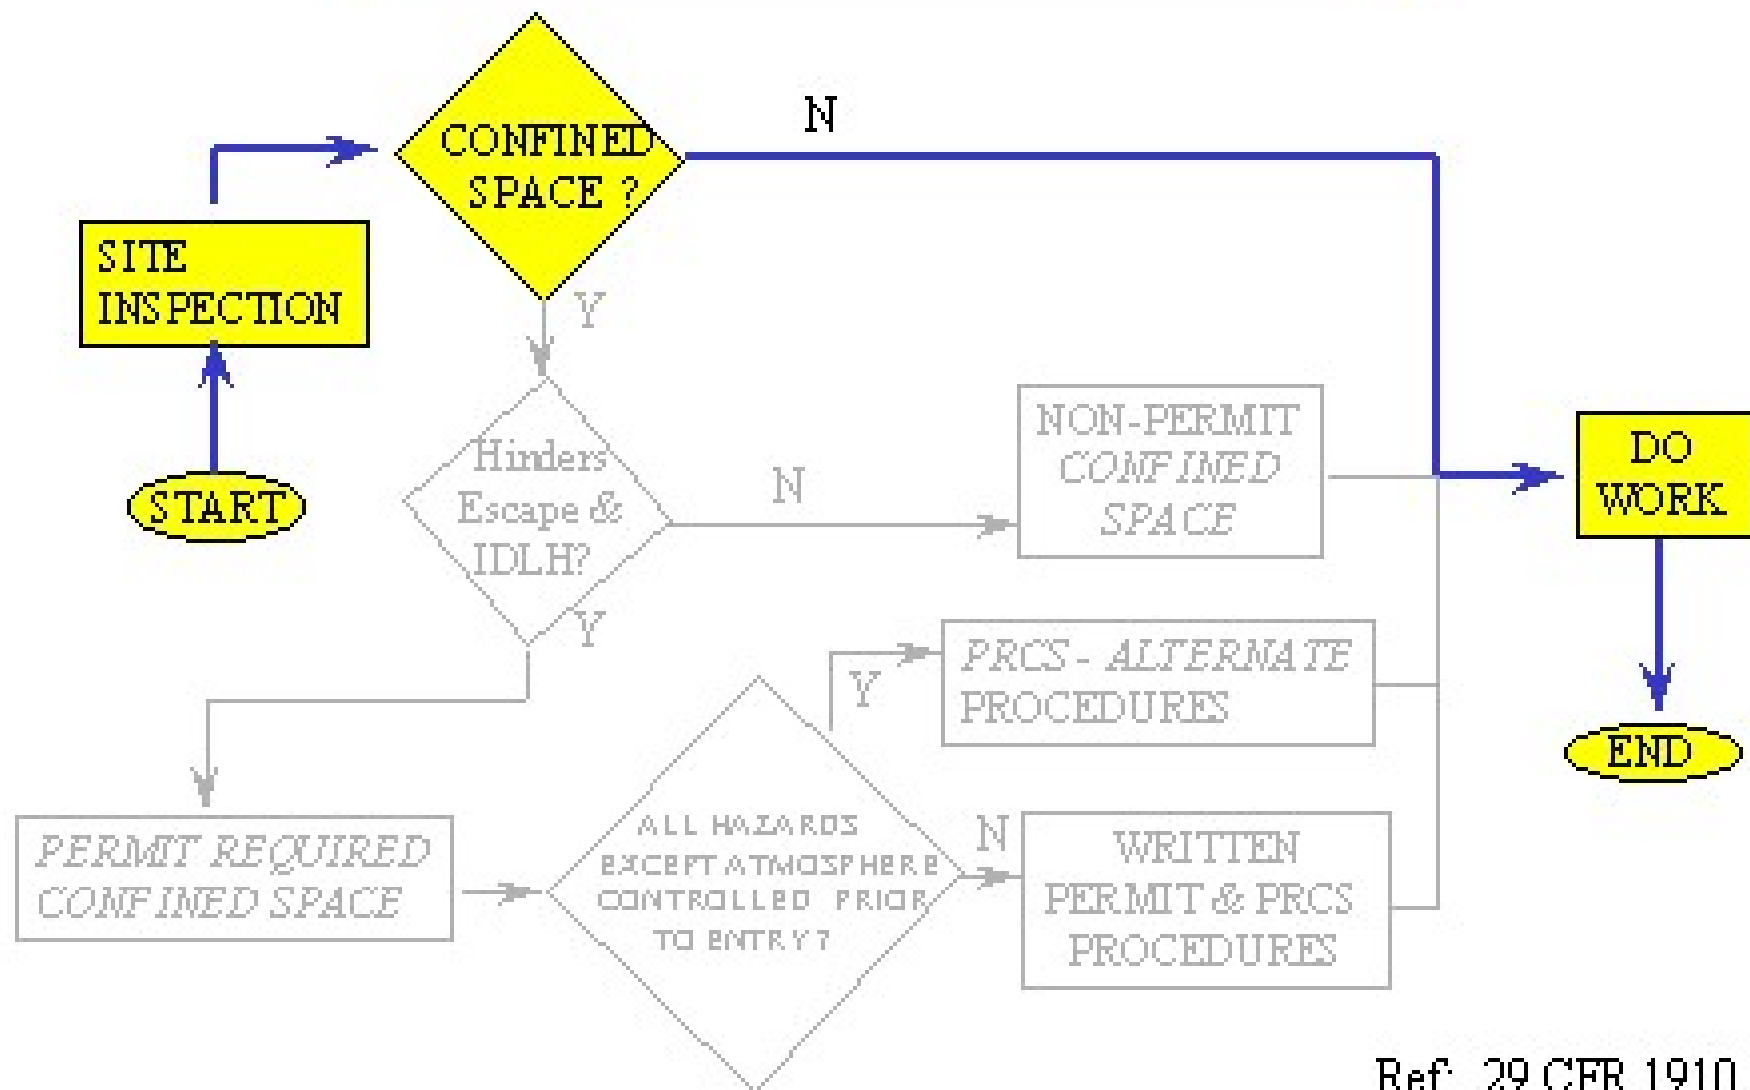 N
CONFINED
SPACE ?
SITE
INSPECTION
Y
START
Hinders
Escape &
IDLH?
N
NON-PERMIT
CONFINED
SPACE
DO
WORK
Y
PRCS - ALTERNATE
PROCEDURES
Y
END
PERMIT REQUIRED
CONFINED SPACE
ALL HAZARDS
EXCEPT ATMOSPHERE
CONTROLLED PRIOR
TO ENTRY?
N
WRITTEN
PERMIT & PRCS
PROCEDURES
Ref: 29 CFR 1910